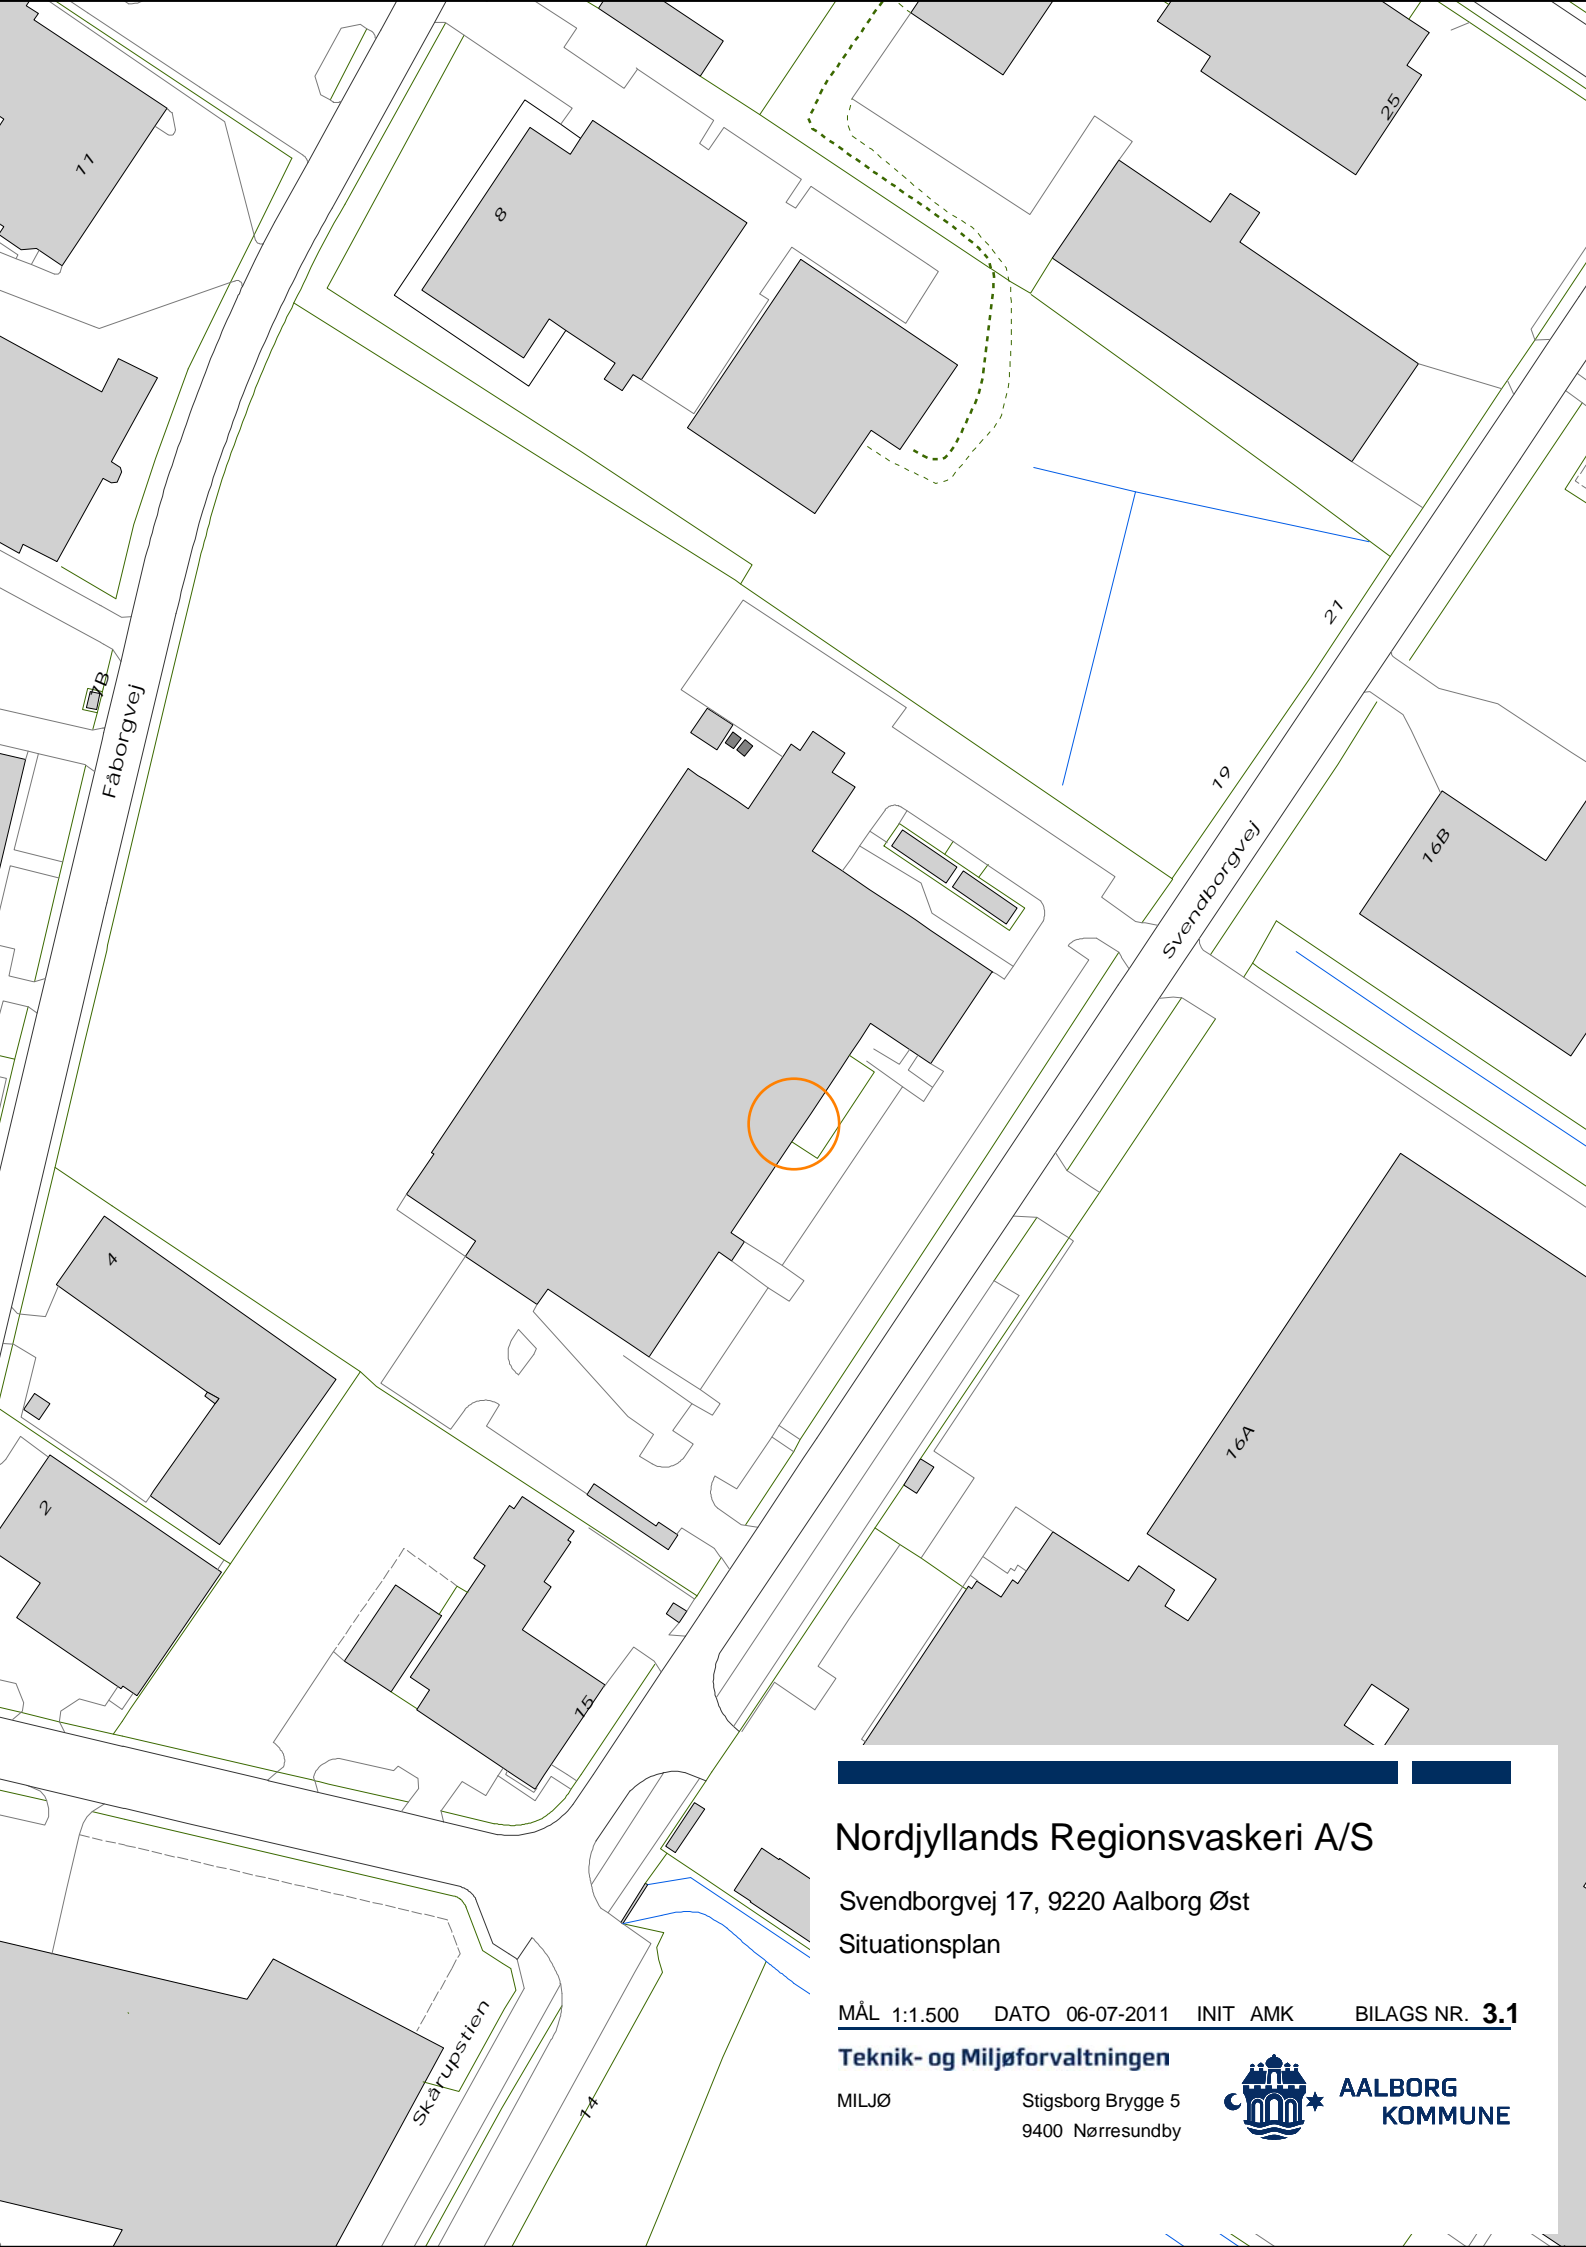 25
11
8
21
7B
Fåborgvej
19
16B
Svendborgvej
4
16A
2
15
Nordjyllands Regionsvaskeri A/S
Svendborgvej 17, 9220 Aalborg Øst
Situationsplan
MÅL 1:1.500 DATO 06-07-2011 INIT AMK BILAGS NR. 3.1
Teknik- og Miljøforvaltningen
MILJØ Stigsborg Brygge 5
9400 Nørresundby
AALBORG
KOMMUNE
Skårupstien
14